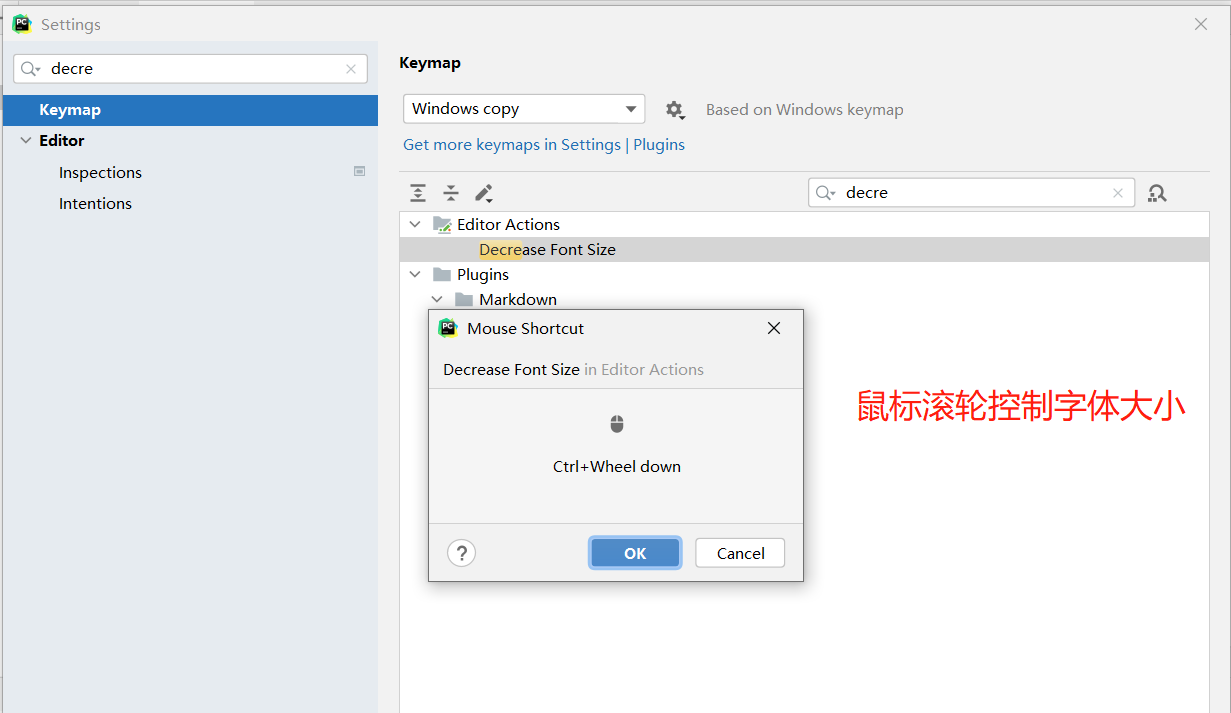 Settings
decre
Keymap
Editor
Inspections
Intentions
Keymap
Windows copy
Based on Windows keymap
Get more keymaps in Settings | Plugins
decre
Editor Actions
Decrease Font Size
Plugins
Markdown
Mouse Shortcut
Decrease Font Size in Editor Actions
Ctrl+Wheel down
?
OK
Cancel
鼠标滚轮控制字体大小